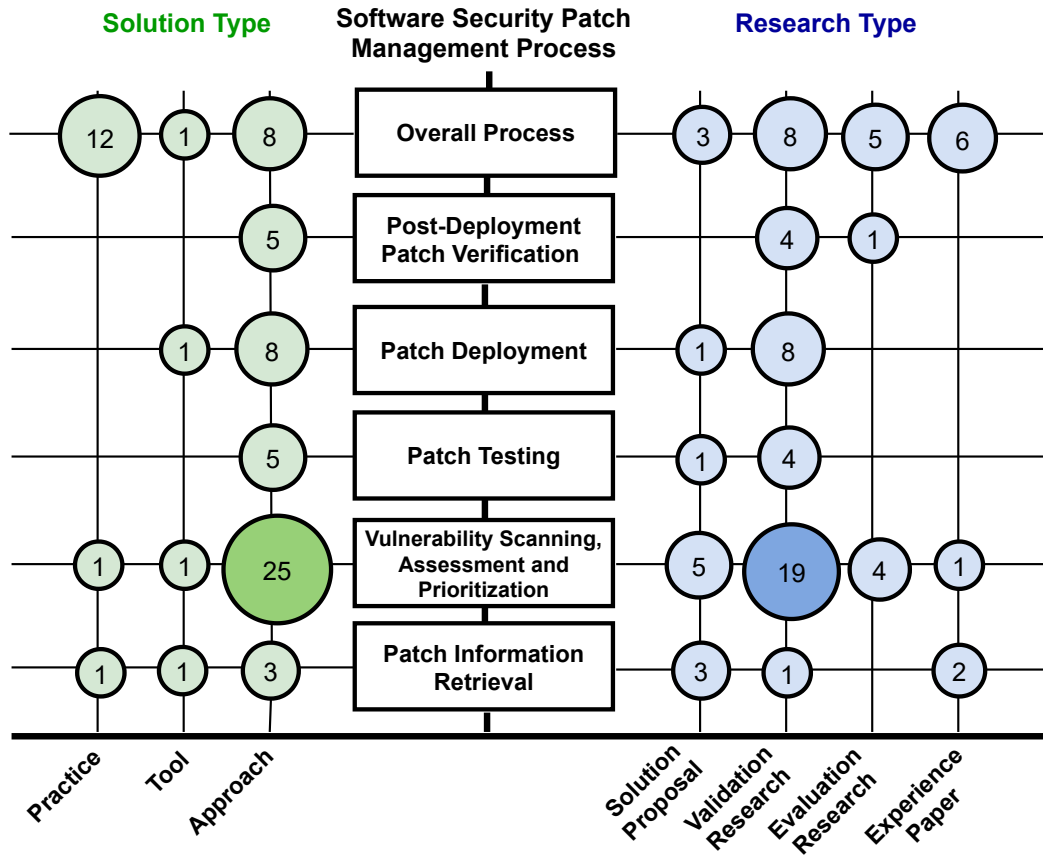 Solution Type
Software Security Patch
Management Process
Research Type
12
1
8
Overall Process
3
8
5
6
5
Post-Deployment
Patch Verification
4
1
1
8
Patch Deployment
1
8
5
Patch Testing
1
4
1
1
25
Vulnerability Scanning,
Assessment and
Prioritization
5
19
4
1
1
1
3
Patch Information
Retrieval
3
1
2
Practice
Tool
Approach
Solution
Proposal
Validation
Research
Evaluation
Research
Experience
Paper